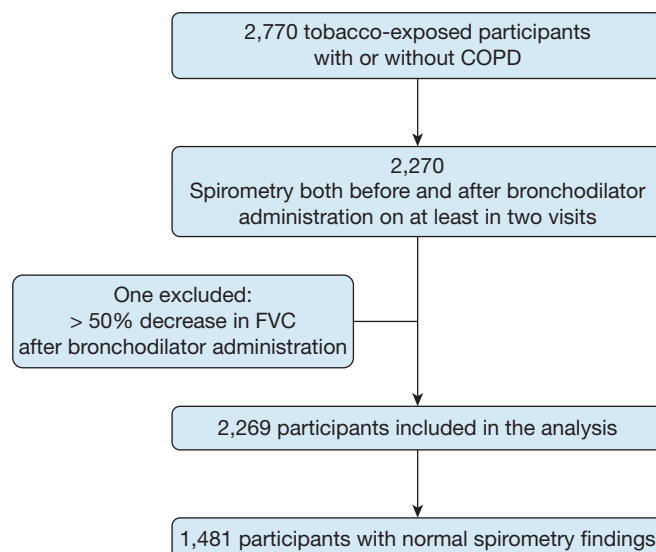 2,770 tobacco-exposed participants
with or without COPD
2,270
Spirometry both before and after bronchodilator
administration on at least in two visits
One excluded:
> 50% decrease in FVC
after bronchodilator administration
2,269 participants included in the analysis
1,481 participants with normal spirometry findings